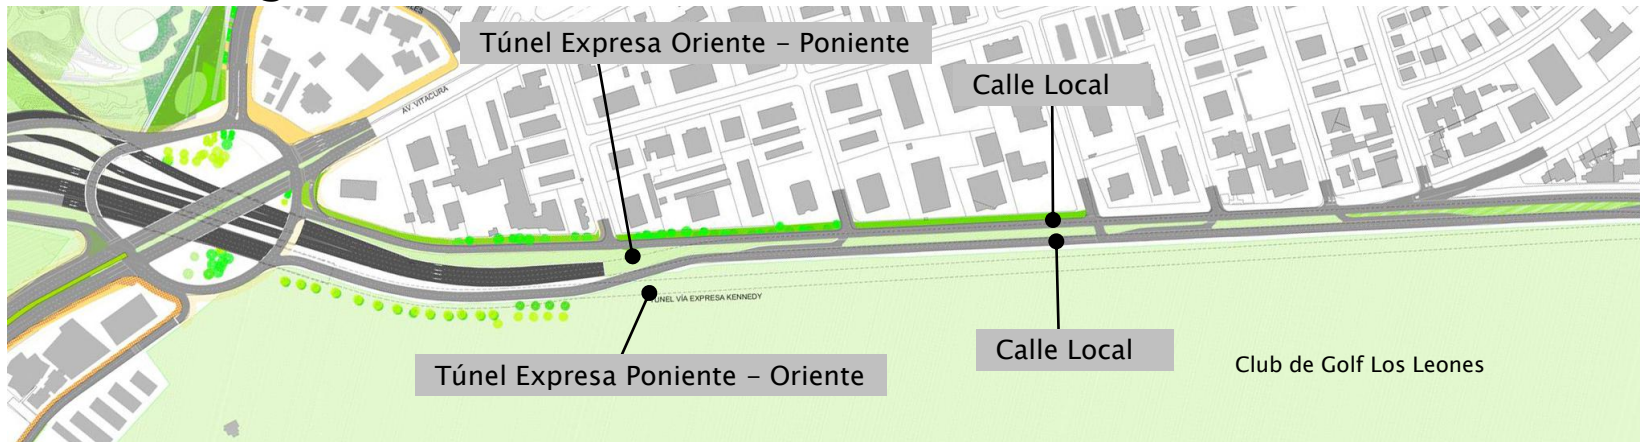 Túnel Expresa Oriente – Poniente
Calle Local
AV. VITACURA
TÚNEL VÍA EXPRESA KENNEDY
Calle Local
Club de Golf Los Leones
Túnel Expresa Poniente – Oriente